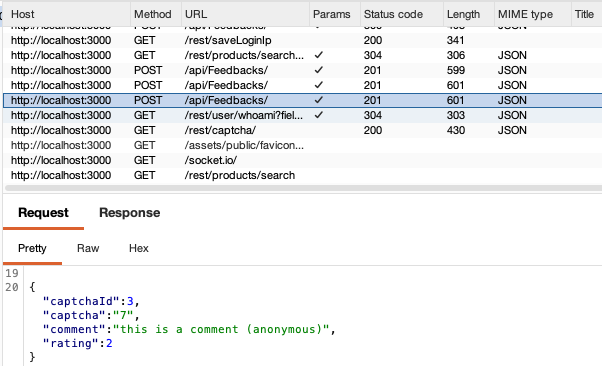 Host Method URL Params Status code Length MIME type Title
http://localhost:3000 GET /rest/saveLoginIp 200 341
http://localhost:3000 GET /rest/products/search... ✓ 304 306 JSON
http://localhost:3000 POST /api/Feedbacks/ ✓ 201 599 JSON
http://localhost:3000 POST /api/Feedbacks/ ✓ 201 601 JSON
http://localhost:3000 POST /api/Feedbacks/ ✓ 201 601 JSON
http://localhost:3000 GET /rest/user/whoami?fiel... ✓ 304 303 JSON
http://localhost:3000 GET /rest/captcha/ 200 430 JSON
http://localhost:3000 GET /assets/public/favicon...
http://localhost:3000 GET /socket.io/
http://localhost:3000 GET /rest/products/search
Request Response
Pretty Raw Hex
19
20 {
"captchaId":3,
"captcha":"7",
"comment":"this is a comment (anonymous)",
"rating":2
}